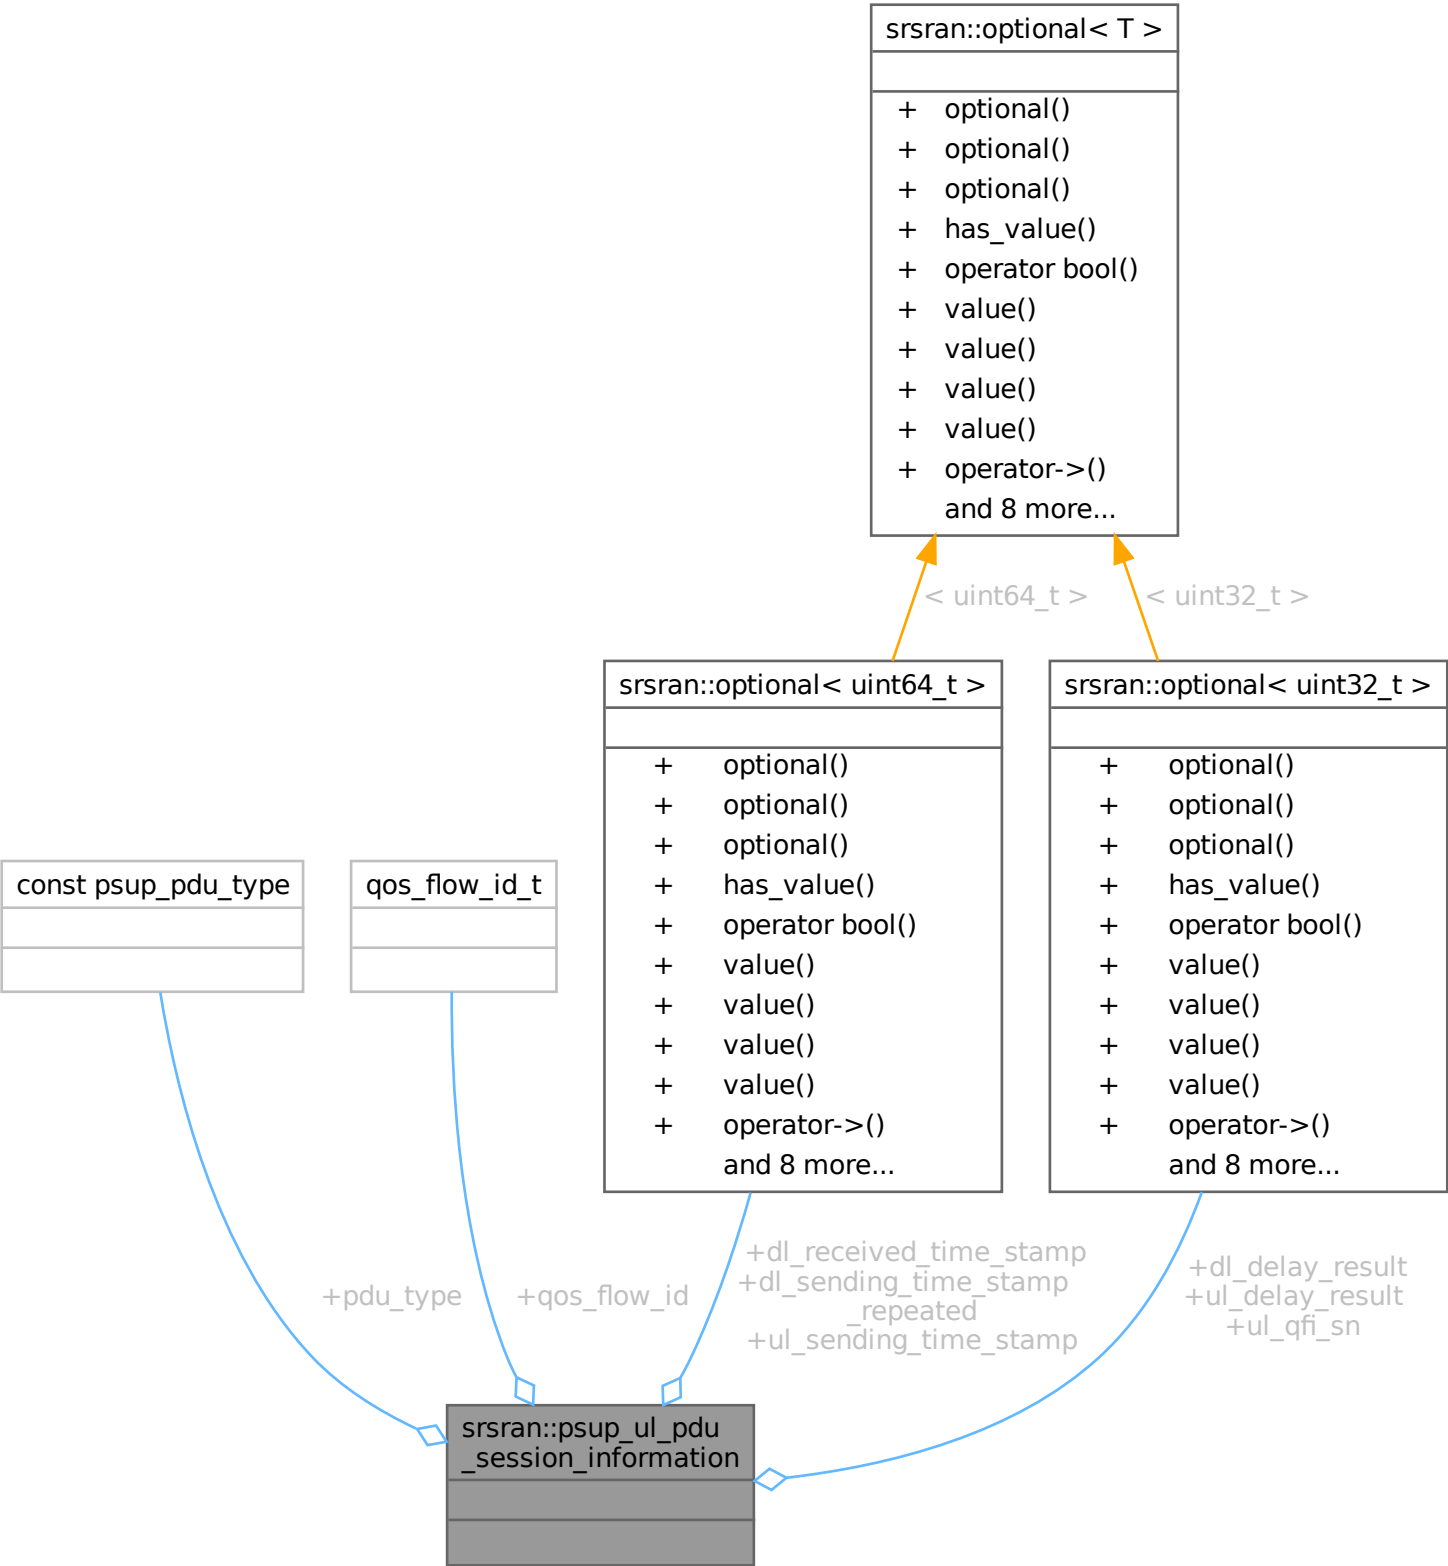 srsran::optional< T >
+ optional()
+ optional()
+ optional()
+ has_value()
+ operator bool()
+ value()
+ value()
+ value()
+ value()
+ operator->()
and 8 more...
< uint64_t >
< uint32_t >
srsran::optional< uint64_t >
+ optional()
+ optional()
+ optional()
+ has_value()
+ operator bool()
+ value()
+ value()
+ value()
+ value()
+ operator->()
and 8 more...
srsran::optional< uint32_t >
+ optional()
+ optional()
+ optional()
+ has_value()
+ operator bool()
+ value()
+ value()
+ value()
+ value()
+ operator->()
and 8 more...
const psup_pdu_type
qos_flow_id_t
+pdu_type
+qos_flow_id
+dl_received_time_stamp
+dl_sending_time_stamp
_repeated
+ul_sending_time_stamp
+dl_delay_result
+ul_delay_result
+ul_qfi_sn
srsran::psup_ul_pdu
_session_information